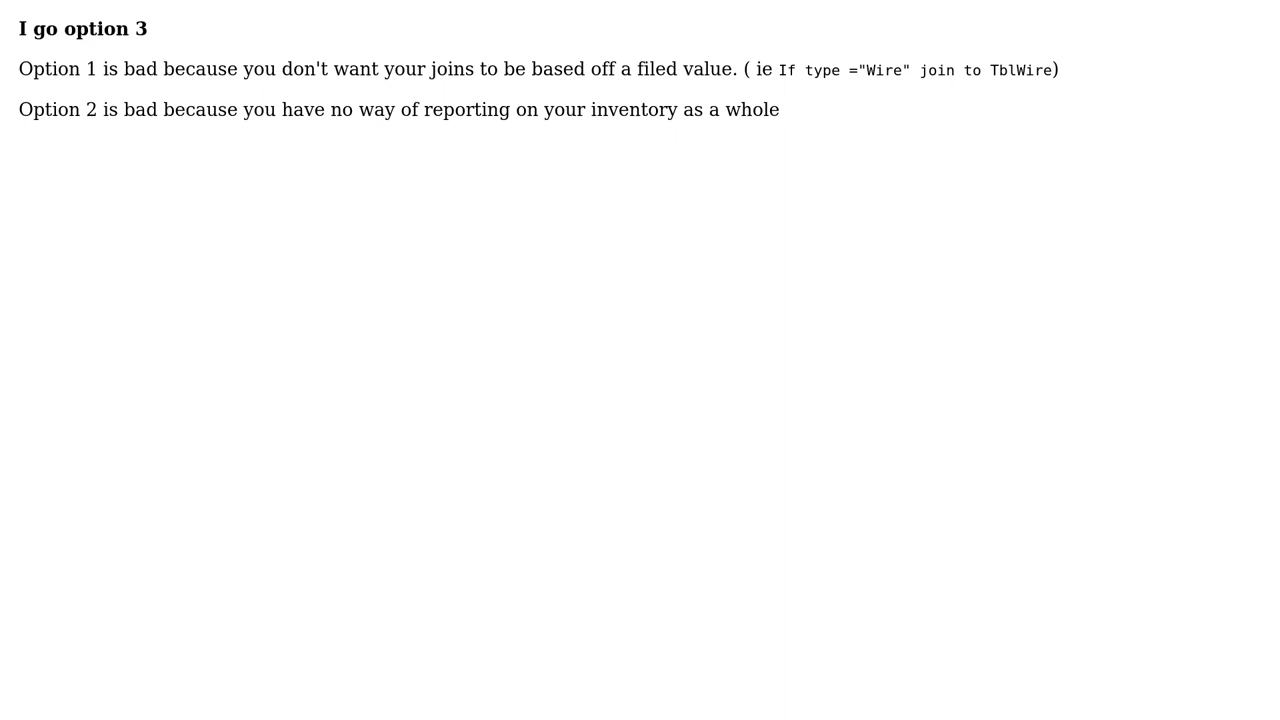 I go option 3
Option 1 is bad because you don't want your joins to be based off a filed value. ( ie If type ="Wire" join to TblWire)
Option 2 is bad because you have no way of reporting on your inventory as a whole